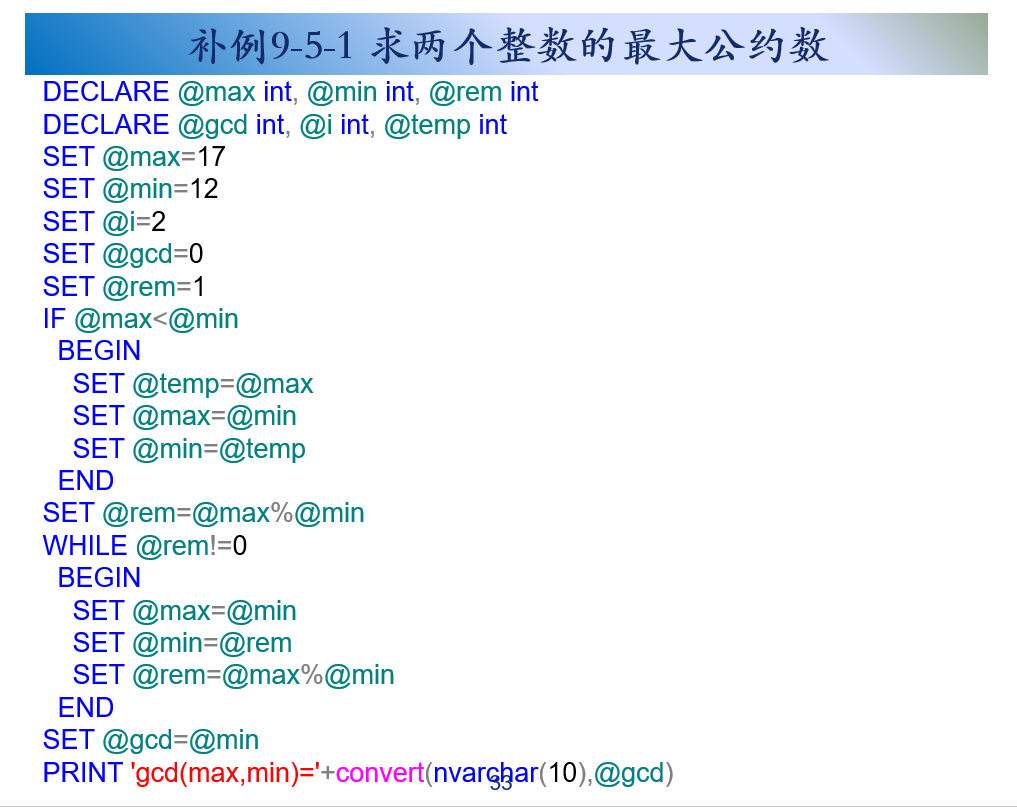 补例9-5-1 求两个整数的最大公约数
DECLARE @max int, @min int, @rem int
DECLARE @gcd int, @i int, @temp int
SET @max=17
SET @min=12
SET @i=2
SET @gcd=0
SET @rem=1
IF @max<@min
BEGIN
SET @temp=@max
SET @max=@min
SET @min=@temp
END
SET @rem=@max%@min
WHILE @rem!=0
BEGIN
SET @max=@min
SET @min=@rem
SET @rem=@max%@min
END
SET @gcd=@min
PRINT 'gcd(max,min)='+convert(nvarchar(10),@gcd)
33